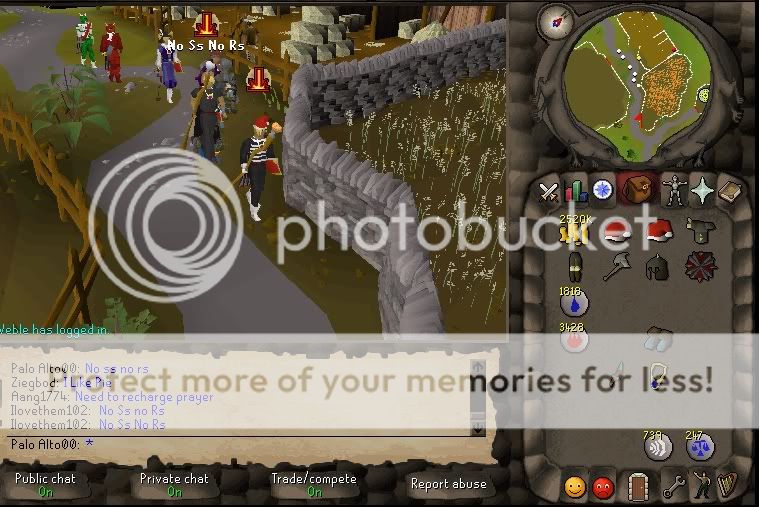 No Ss No Rs
photobucket
2520K
1818
3428
Veble has logged in.
Palo Alto00: No ss no rs
Ziegbod: I Like Pie
Aang1774: Need to recharge prayer
Ilovethem102: No Ss no Rs
Ilovethem102: No Ss No Rs
Palo Alto00: *
Protect more of your memories for less!
739
247
Public chat
On
Private chat
On
Trade/compete
On
Report abuse